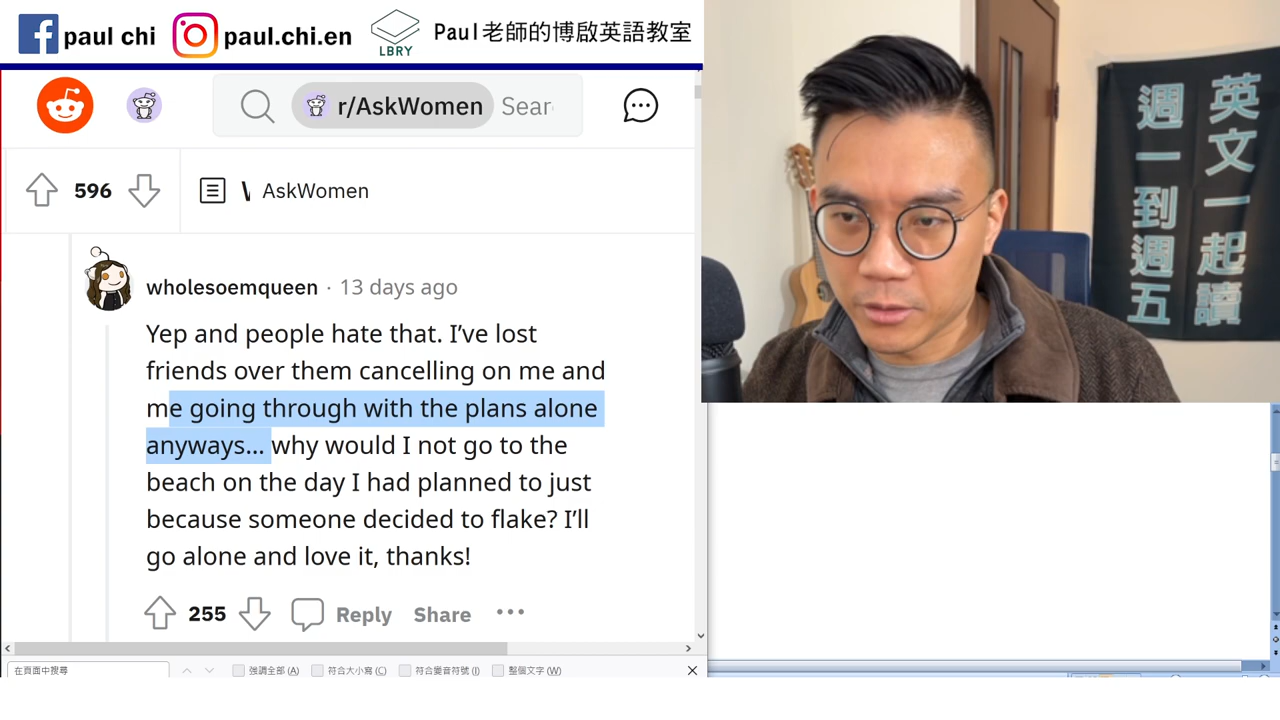 paul chi
paul.chi.en
LBRY
Paul老師的博啟英語教室
r/AskWomen
Sear
596
AskWomen
wholesoemqueen · 13 days ago
Yep and people hate that. I’ve lost
friends over them cancelling on me and
me going through with the plans alone
anyways... why would I not go to the
beach on the day I had planned to just
because someone decided to flake? I’ll
go alone and love it, thanks!
255
Reply
Share
在頁面中搜尋
強調全部 (A)
符合大小寫 (C)
符合變音符號 (I)
整個文字 (W)
英文一起讀
週一到週五